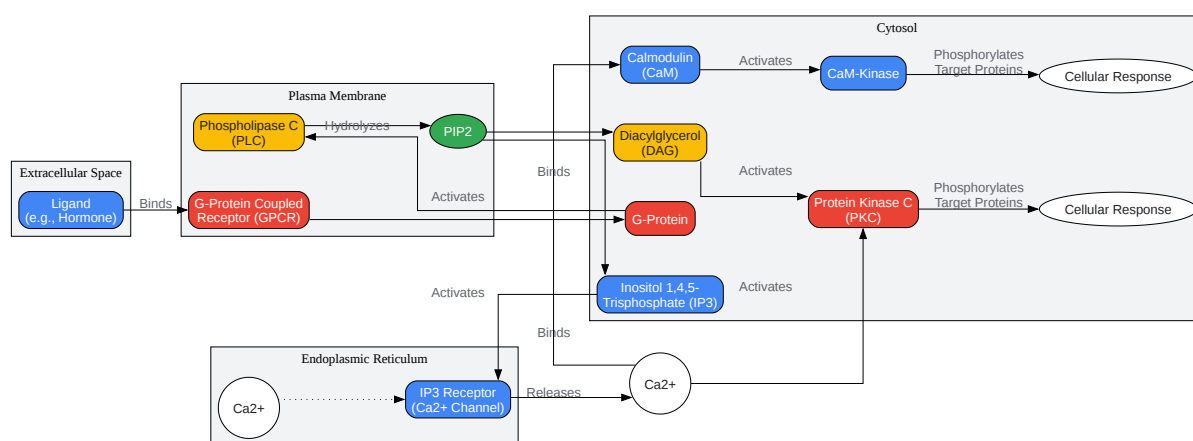 Cytosol
Calmodulin
(CaM)
Activates
CaM-Kinase
Phosphorylates
Target Proteins
Cellular Response
Plasma Membrane
Phospholipase C
(PLC)
Hydrolyzes
PIP2
Diacylglycerol
(DAG)
Binds
Activates
Extracellular Space
Ligand
(e.g., Hormone)
Binds
G-Protein Coupled
Receptor (GPCR)
Activates
G-Protein
Protein Kinase C
(PKC)
Phosphorylates
Target Proteins
Cellular Response
Activates
Inositol 1,4,5-
Trisphosphate (IP3)
Activates
Binds
Endoplasmic Reticulum
Ca2+
IP3 Receptor
(Ca2+ Channel)
Releases
Ca2+